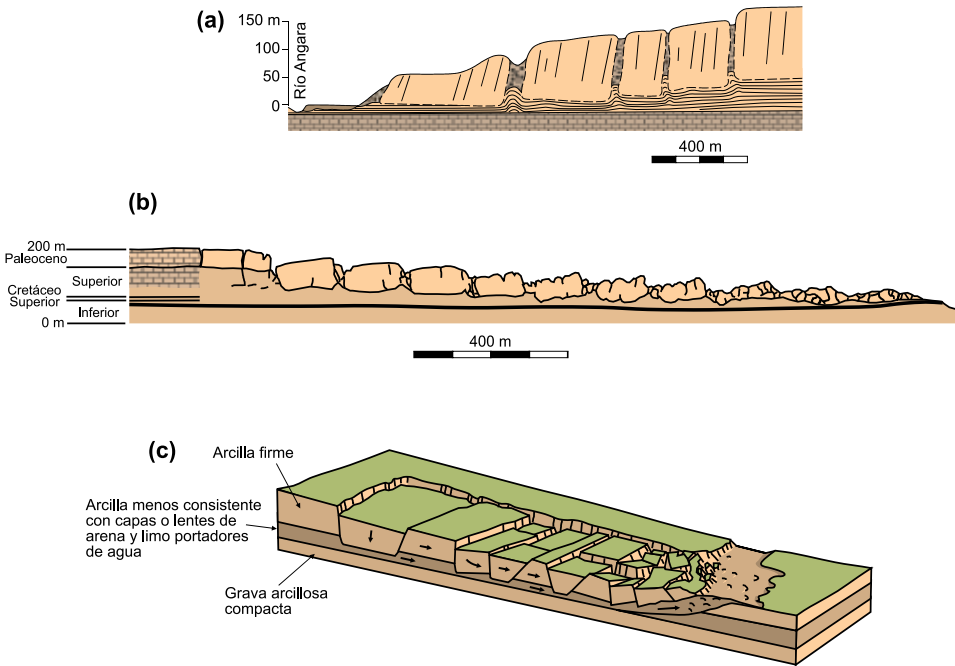 (a)
150 m
100
50
0
Río Angara
400 m
(b)
200 m
Paleoceno
Superior
Cretáceo
Superior
Inferior
0 m
400 m
(c)
Arcilla firme
Arcilla menos consistente
con capas o lentes de
arena y limo portadores
de agua
Grava arcillosa
compacta